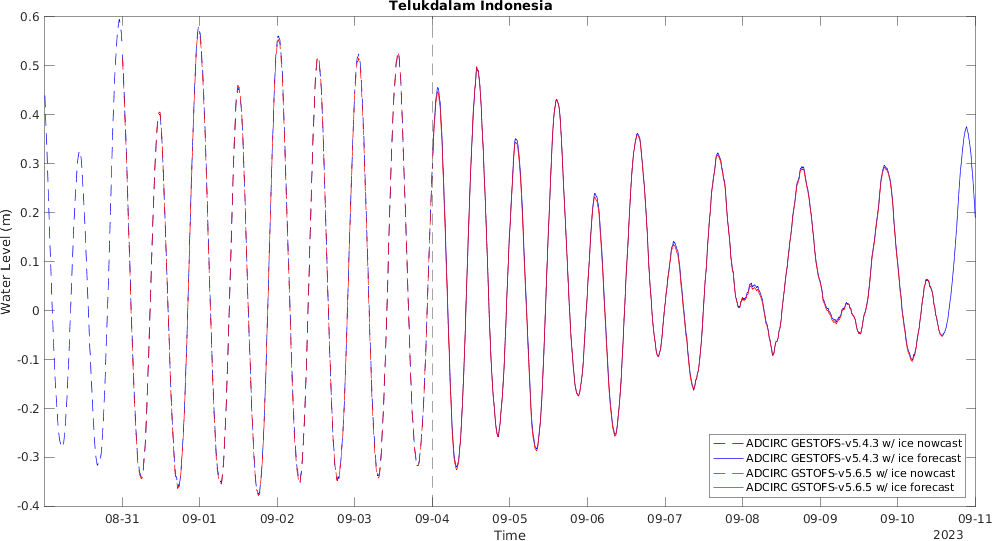 Telukdalam Indonesia
0.6
0.5
0.4
0.3
0.2
0.1
0
-0.1
-0.2
-0.3
-0.4
Water Level (m)
ADCIRC GESTOFS-v5.4.3 w/ ice nowcast
ADCIRC GESTOFS-v5.4.3 w/ ice forecast
ADCIRC GSTOFS-v5.6.5 w/ ice nowcast
ADCIRC GSTOFS-v5.6.5 w/ ice forecast
08-31 09-01 09-02 09-03 09-04 09-05 09-06 09-07 09-08 09-09 09-10 09-11
Time
2023